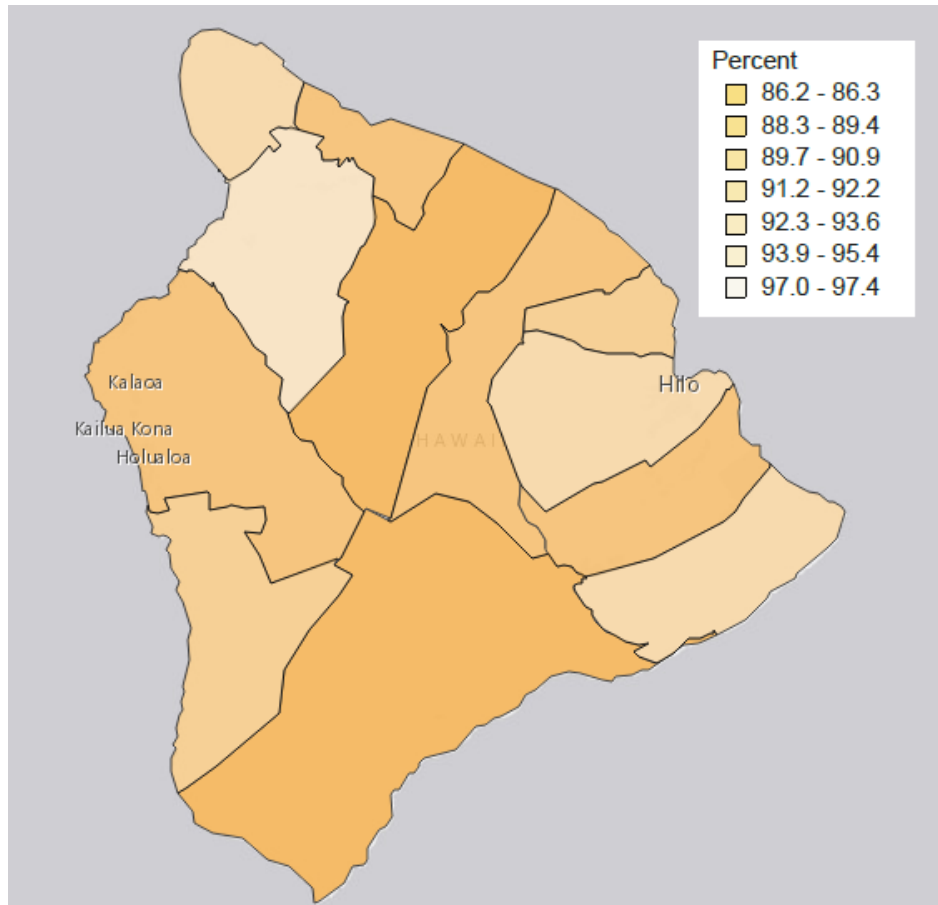 Percent
86.2 - 86.3
88.3 - 89.4
89.7 - 90.9
91.2 - 92.2
92.3 - 93.6
93.9 - 95.4
97.0 - 97.4
Kalaoa
Hilo
Kailua Kona
HAWAI
Holualoa